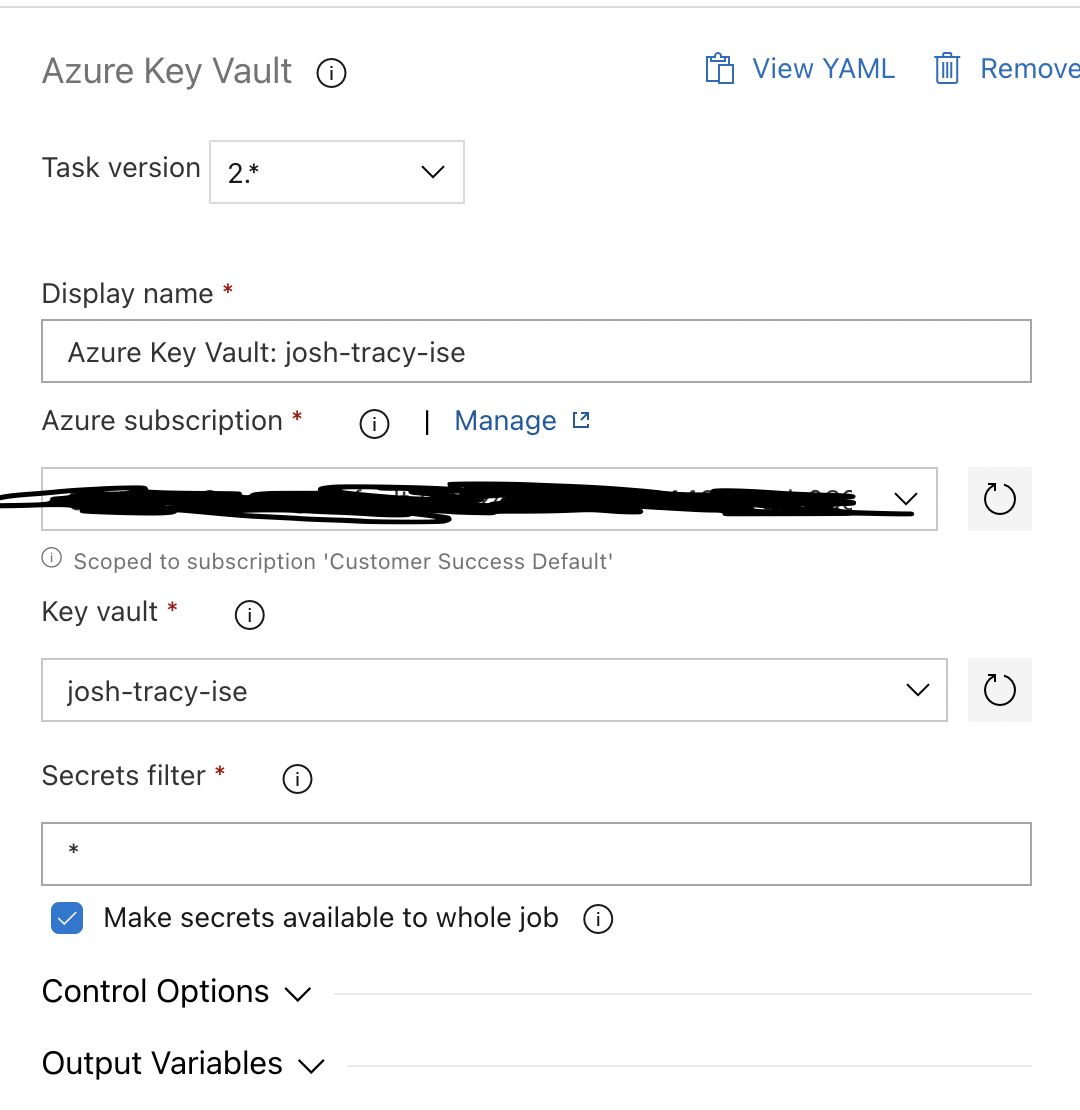 Azure Key Vault View YAML Remove
Task version 2.*
Display name *
Azure Key Vault: josh-tracy-ise
Azure subscription * | Manage
Scoped to subscription 'Customer Success Default'
Key vault *
josh-tracy-ise
Secrets filter *
*
Make secrets available to whole job
Control Options
Output Variables